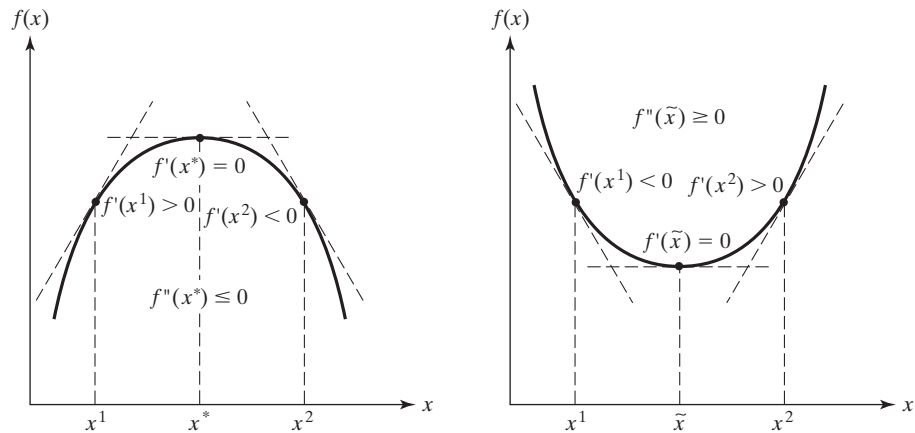 f(x)
f'(x*) = 0
f'(x¹) > 0
f'(x²) < 0
f"(x*) ≤ 0
x
x¹
x*
x²
f(x)
f"(x̃) ≥ 0
f'(x¹) < 0
f'(x²) > 0
f'(x̃) = 0
x
x¹
x̃
x²